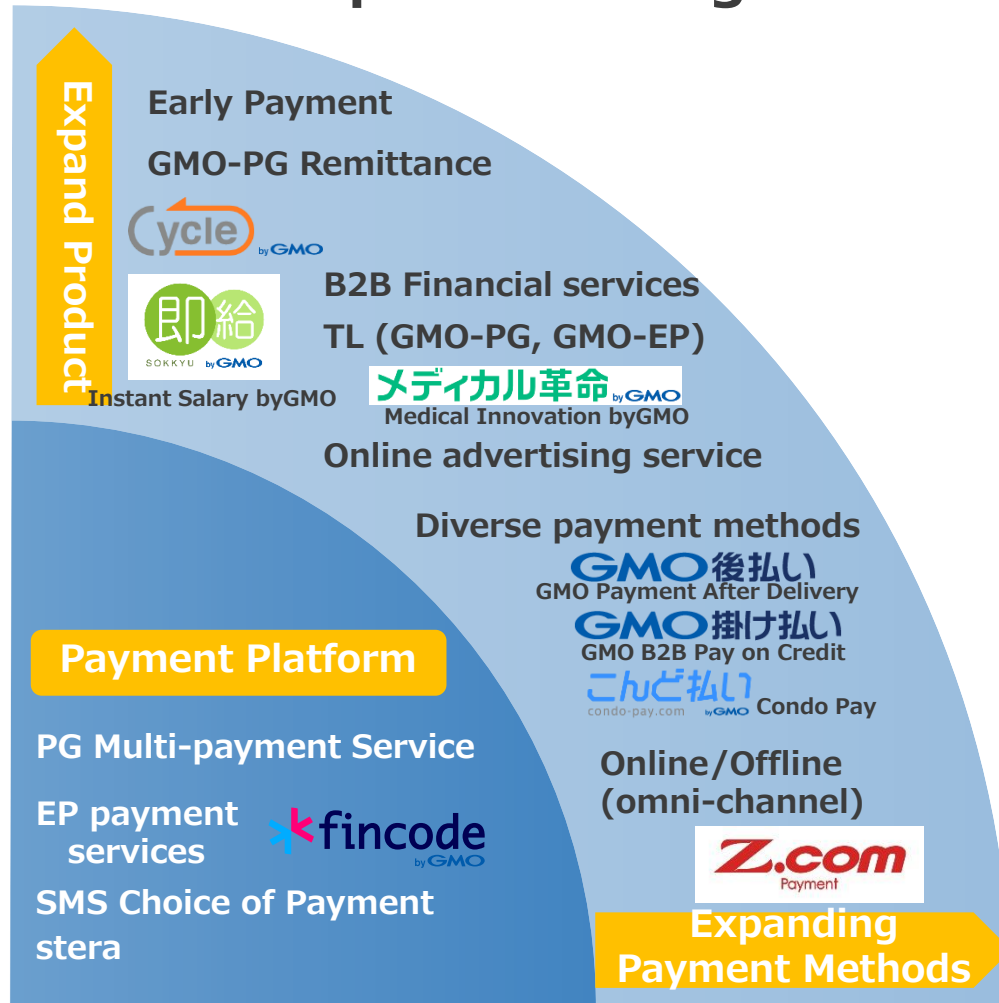 Expand Product
Early Payment
GMO-PG Remittance
Cycle byGMO
即給
SOKKYU byGMO
Instant Salary byGMO
B2B Financial services
TL (GMO-PG, GMO-EP)
メディカル革命 byGMO
Medical Innovation byGMO
Online advertising service
Diverse payment methods
GMO後払い
GMO Payment After Delivery
GMO掛け払い
GMO B2B Pay on Credit
こんど払い
condo-pay.com byGMO Condo Pay
Payment Platform
PG Multi-payment Service
EP payment
services
fincode
byGMO
SMS Choice of Payment
stera
Online/Offline
(omni-channel)
Z.com
Payment
Expanding
Payment Methods